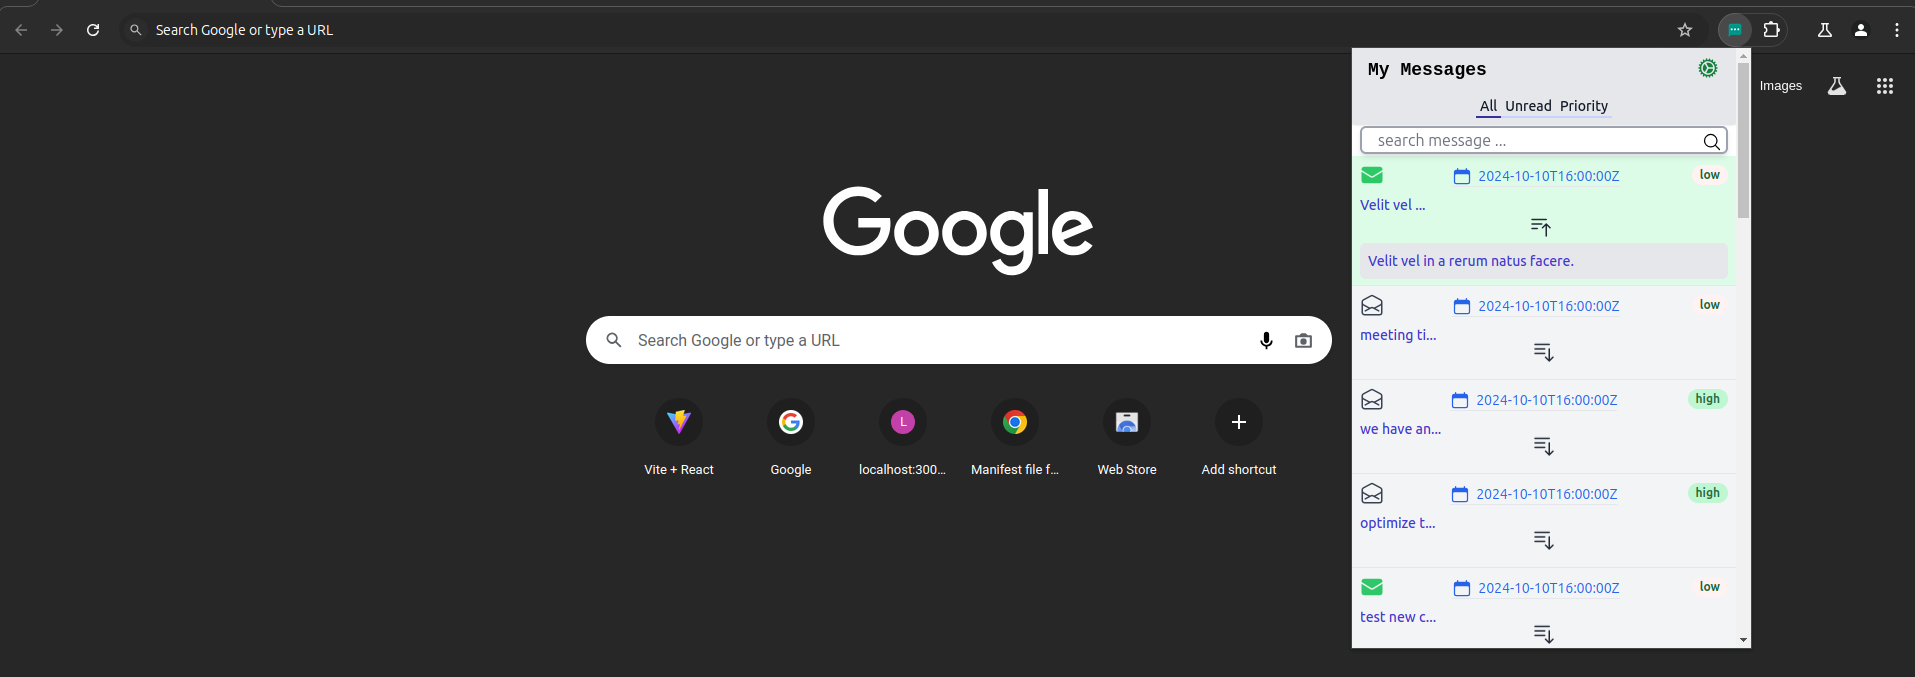 Search Google or type a URL
My Messages
Images
All Unread Priority
search message ...
2024-10-10T16:00:00Z low
Velit vel ...
Velit vel in a rerum natus facere.
2024-10-10T16:00:00Z low
meeting ti...
2024-10-10T16:00:00Z high
we have an...
2024-10-10T16:00:00Z high
optimize t...
2024-10-10T16:00:00Z low
test new c...
Google
Search Google or type a URL
L
Vite + React Google localhost:300... Manifest file f... Web Store Add shortcut